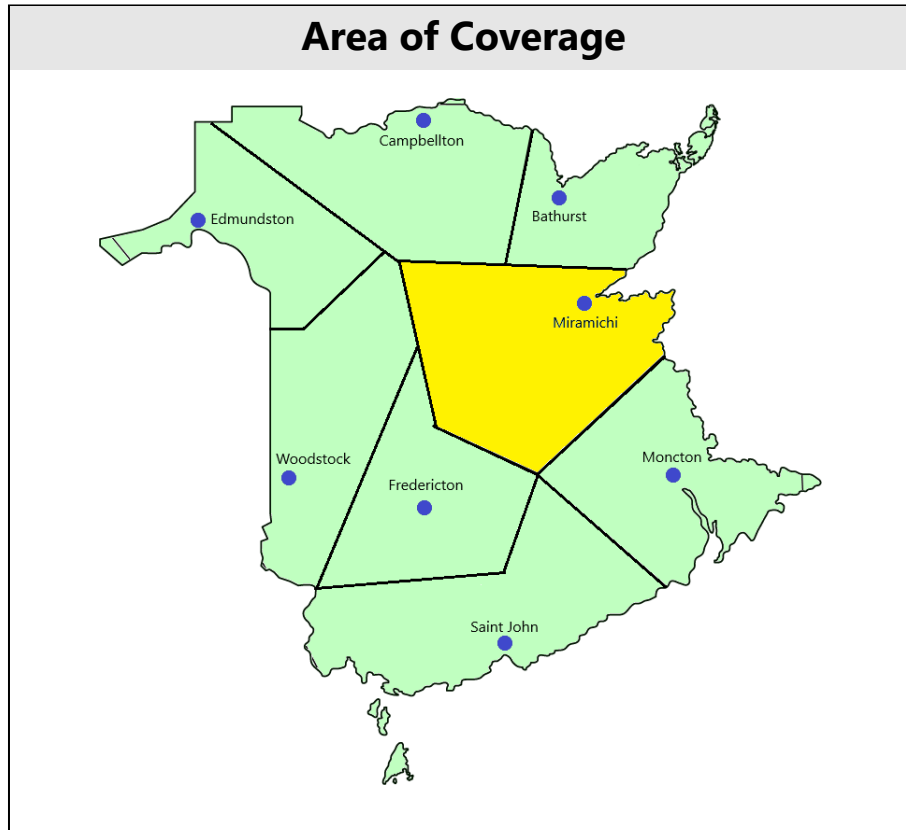 Area of Coverage
Campbellton
Bathurst
Edmundston
Miramichi
Woodstock
Moncton
Fredericton
Saint John